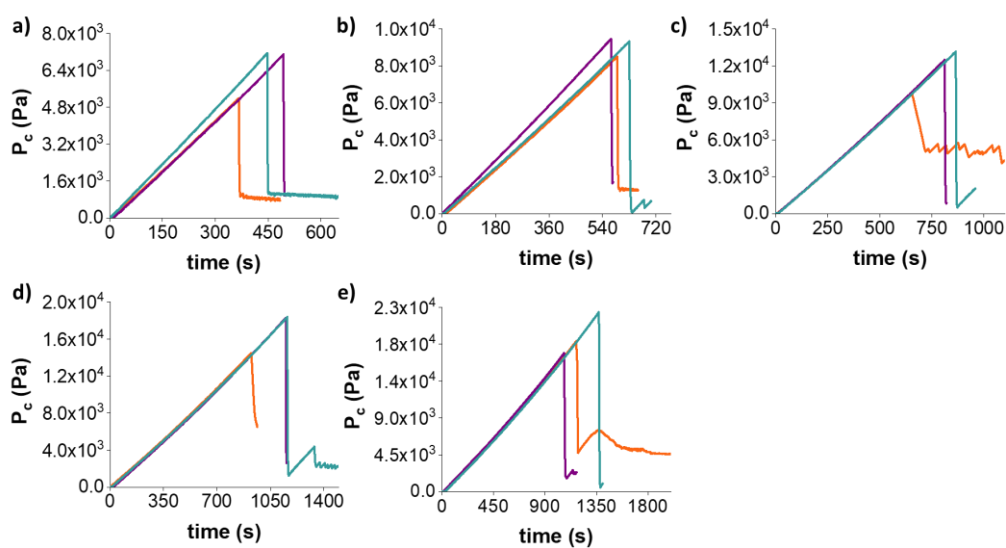 a)
P_c (Pa)
8.0x10³
6.4x10³
4.8x10³
3.2x10³
1.6x10³
0.0
0 150 300 450 600
time (s)
b)
P_c (Pa)
1.0x10⁴
8.0x10³
6.0x10³
4.0x10³
2.0x10³
0.0
0 180 360 540 720
time (s)
c)
P_c (Pa)
1.5x10⁴
1.2x10⁴
9.0x10³
6.0x10³
3.0x10³
0.0
0 250 500 750 1000
time (s)
d)
P_c (Pa)
2.0x10⁴
1.6x10⁴
1.2x10⁴
8.0x10³
4.0x10³
0.0
0 350 700 1050 1400
time (s)
e)
P_c (Pa)
2.3x10⁴
1.8x10⁴
1.4x10⁴
9.0x10³
4.5x10³
0.0
0 450 900 1350 1800
time (s)